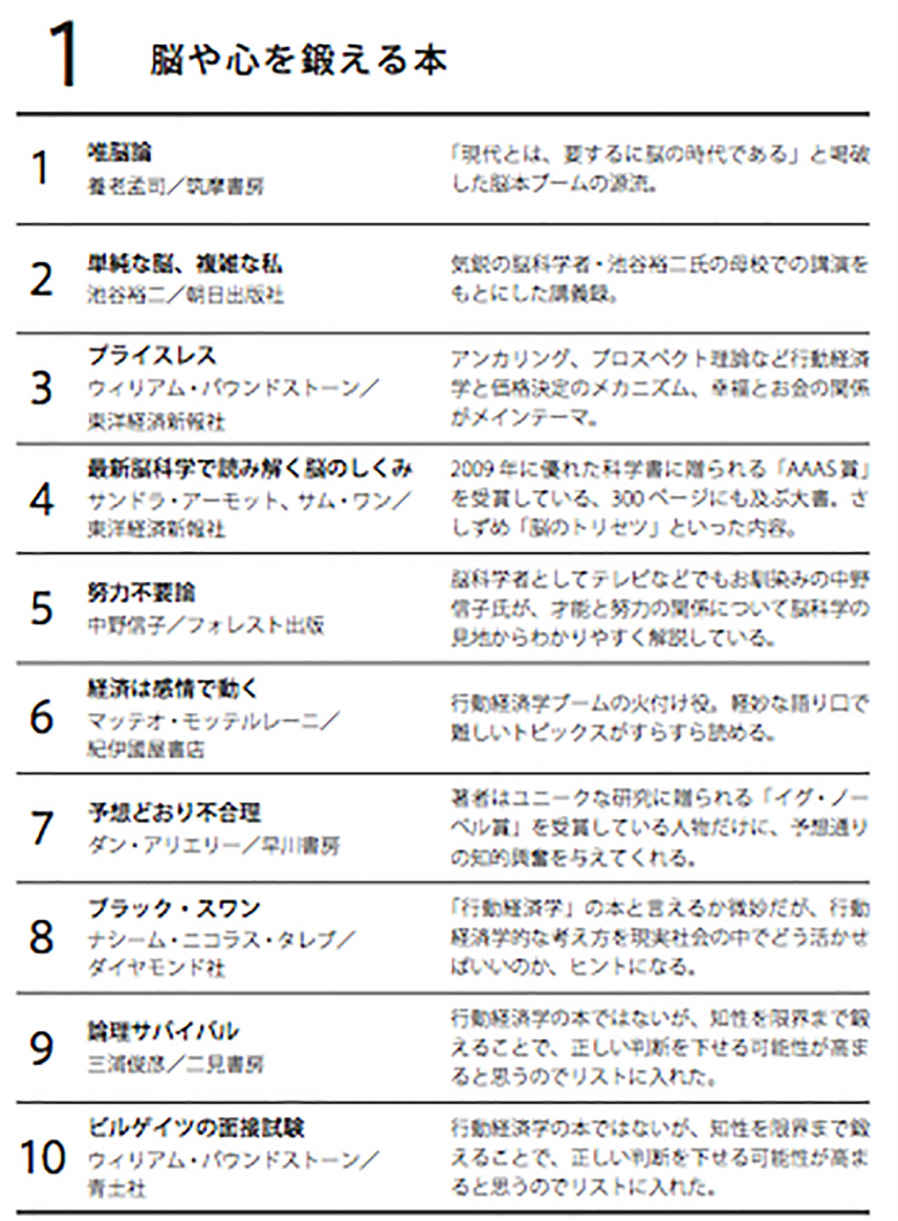 1 脳や心を鍛える本
1
唯脳論
養老孟司／筑摩書房
「現代とは、要するに脳の時代である」と喝破
した脳本ブームの源流。
2
単純な脳、複雑な私
池谷裕二／朝日出版社
気鋭の脳科学者・池谷裕二氏の母校での講演を
もとにした講義録。
3
プライスレス
ウィリアム・パウンドストーン／
東洋経済新報社
アンカリング、プロスペクト理論など行動経済
学と価格決定のメカニズム、幸福とお金の関係
がメインテーマ。
4
最新脳科学で読み解く脳のしくみ
サンドラ・アーモット、サム・ワン／
東洋経済新報社
2009年に優れた科学書に贈られる「AAAS賞」
を受賞している、300ページにも及ぶ大書。さ
しずめ「脳のトリセツ」といった内容。
5
努力不要論
中野信子／フォレスト出版
脳科学者としてテレビなどでもお馴染みの中野
信子氏が、才能と努力の関係について脳科学の
見地からわかりやすく解説している。
6
経済は感情で動く
マッテオ・モッテルレーニ／
紀伊國屋書店
行動経済学ブームの火付け役。軽妙な語り口で
難しいトピックスがすらすら読める。
7
予想どおり不合理
ダン・アリエリー／早川書房
著者はユニークな研究に贈られる「イグ・ノー
ベル賞」を受賞している人物だけに、予想通り
の知的興奮を与えてくれる。
8
ブラック・スワン
ナシーム・ニコラス・タレブ／
ダイヤモンド社
「行動経済学」の本と言えるか微妙だが、行動
経済学的な考え方を現実社会の中でどう活かせ
ばいいのか、ヒントになる。
9
論理サバイバル
三浦俊彦／二見書房
行動経済学の本ではないが、知性を限界まで鍛
えることで、正しい判断を下せる可能性が高ま
ると思うのでリストに入れた。
10
ビルゲイツの面接試験
ウィリアム・パウンドストーン／
青土社
行動経済学の本ではないが、知性を限界まで鍛
えることで、正しい判断を下せる可能性が高ま
ると思うのでリストに入れた。